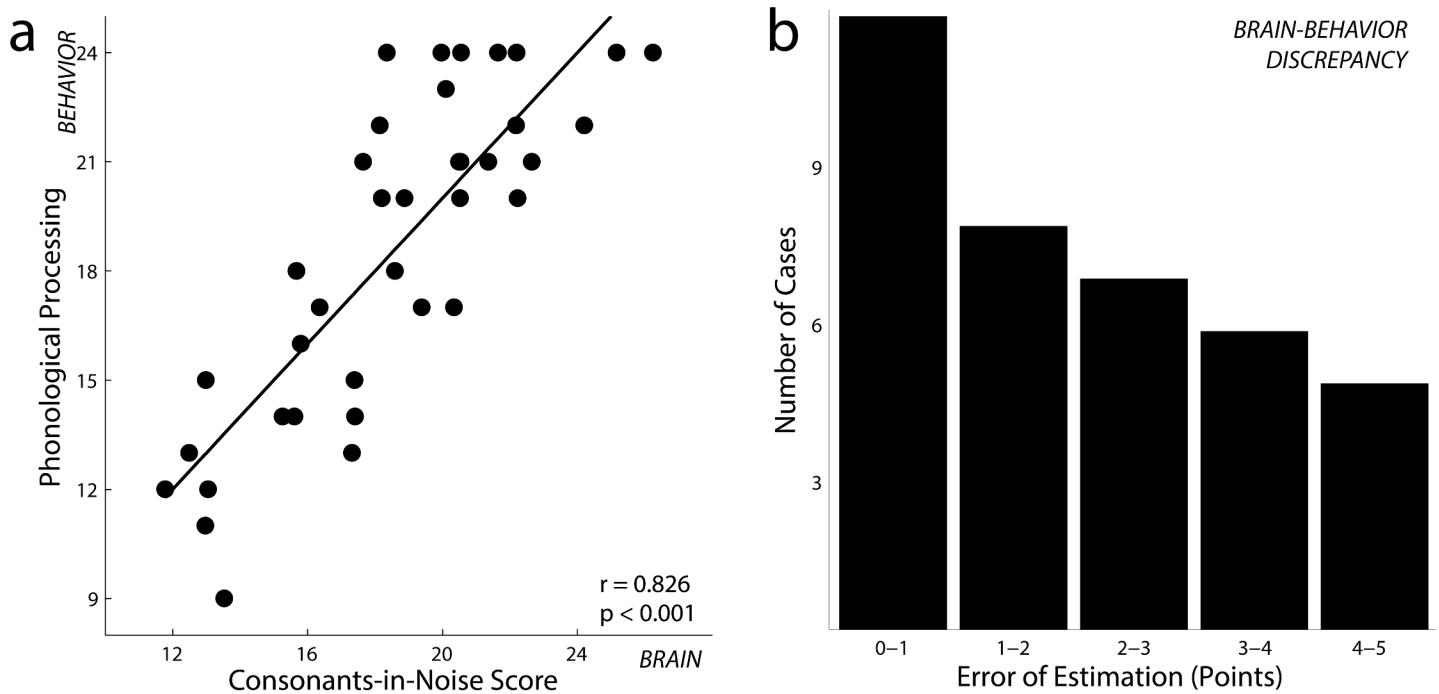 a
BEHAVIOR
Phonological Processing
24
21
18
15
12
9
r = 0.826
p < 0.001
12 16 20 24
BRAIN
Consonants-in-Noise Score
b
BRAIN-BEHAVIOR
DISCREPANCY
Number of Cases
9
6
3
0–1 1–2 2–3 3–4 4–5
Error of Estimation (Points)